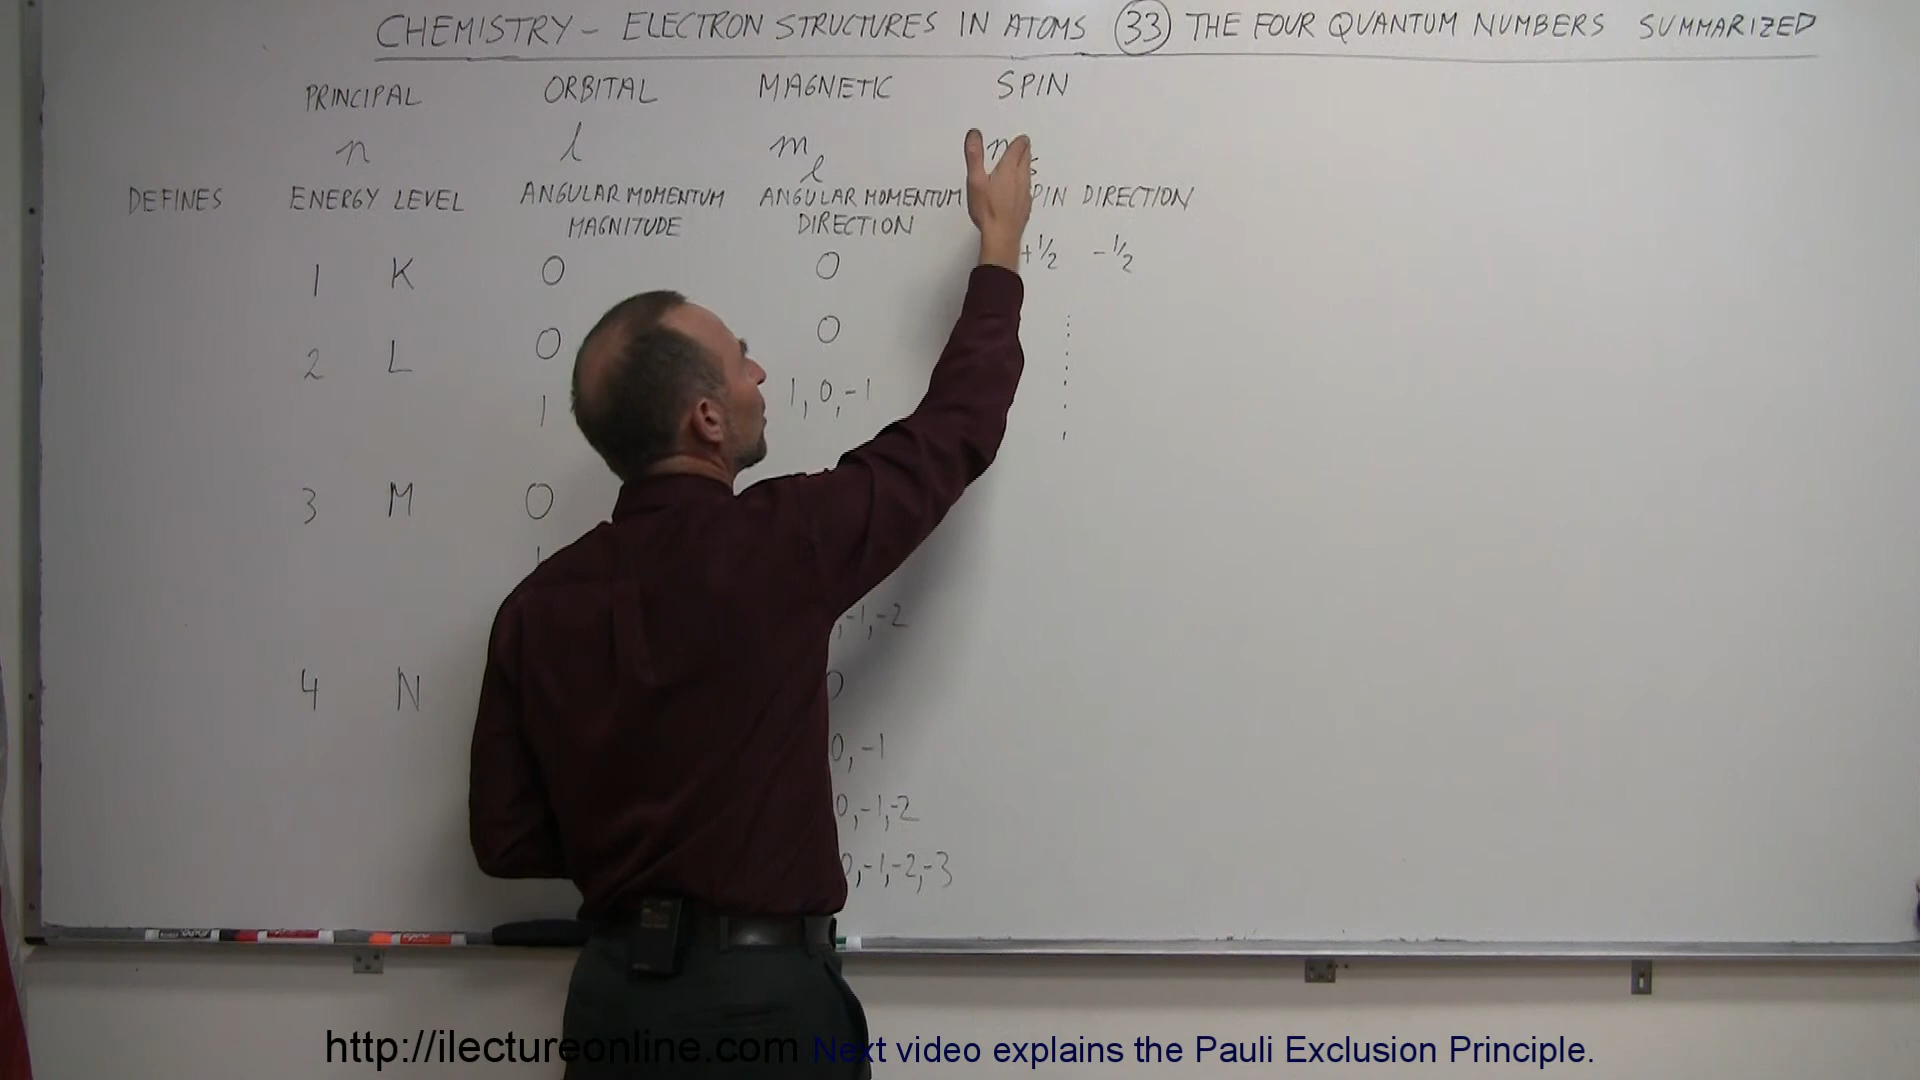 CHEMISTRY – ELECTRON STRUCTURES IN ATOMS 33 THE FOUR QUANTUM NUMBERS SUMMARIZED
PRINCIPAL ORBITAL MAGNETIC SPIN
n l m l
DEFINES ENERGY LEVEL ANGULAR MOMENTUM MAGNITUDE ANGULAR MOMENTUM DIRECTION DIRECTION
1 K 0 0 +1/2 -1/2
2 L 0 0
1 1, 0, -1
3 M 0
-1, -2
4 N
0, -1
0, -1, -2
0, -1, -2, -3
http://ilectureonline.com Next video explains the Pauli Exclusion Principle.